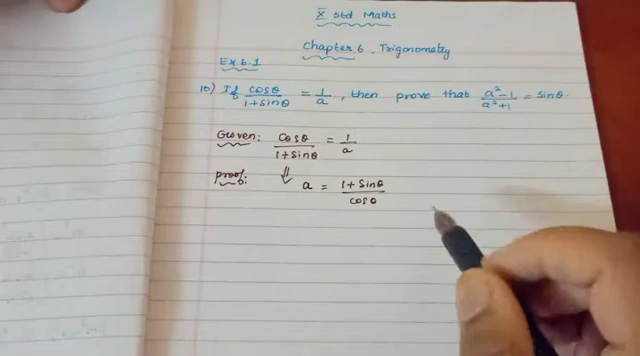 X Std Maths
Chapter 6 - Trigonometry
Ex 6.1
10) If cosθ/1+sinθ = 1/a, then prove that a²-1/a²+1 = sinθ.
Given: cosθ/1+sinθ = 1/a
Proof: ⇓ a = 1+sinθ/cosθ